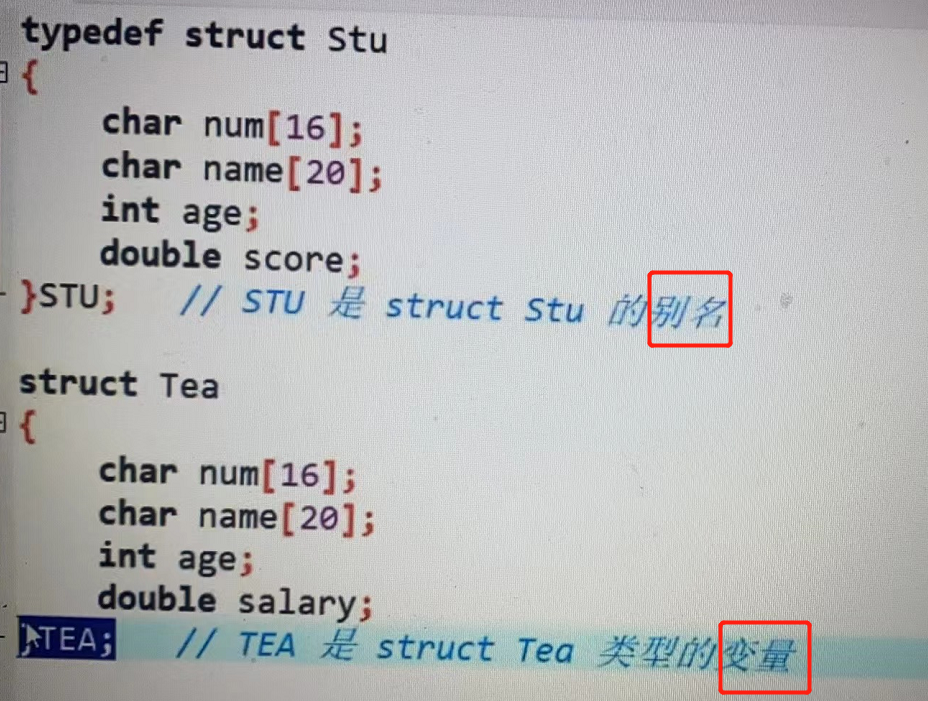 typedef struct Stu
{
char num[16];
char name[20];
int age;
double score;
}STU; // STU 是 struct Stu 的别名
struct Tea
{
char num[16];
char name[20];
int age;
double salary;
}TEA; // TEA 是 struct Tea 类型的变量